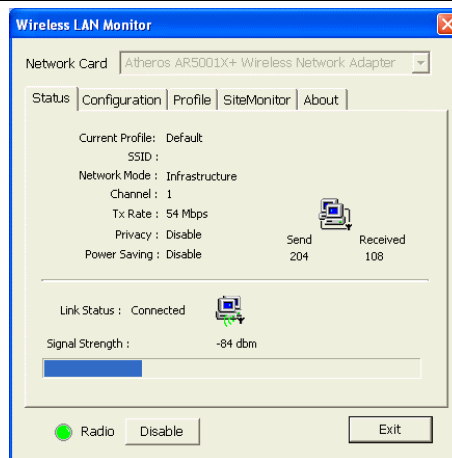 Wireless LAN Monitor
Network Card Atheros AR5001X+ Wireless Network Adapter
Status Configuration Profile SiteMonitor About
Current Profile: Default
SSID :
Network Mode : Infrastructure
Channel : 1
Tx Rate : 54 Mbps
Privacy : Disable
Power Saving : Disable
Send Received
204 108
Link Status : Connected
Signal Strength : -84 dbm
Radio Disable Exit